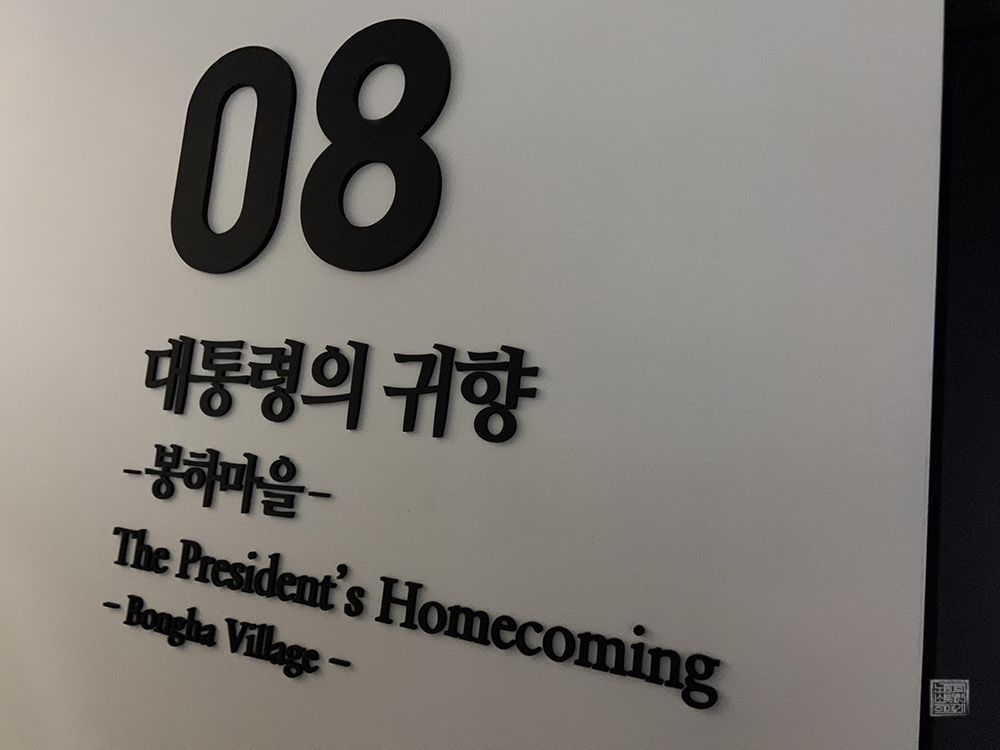 08
대통령의 귀향
-봉하마을-
The President's Homecoming
- Bongha Village -